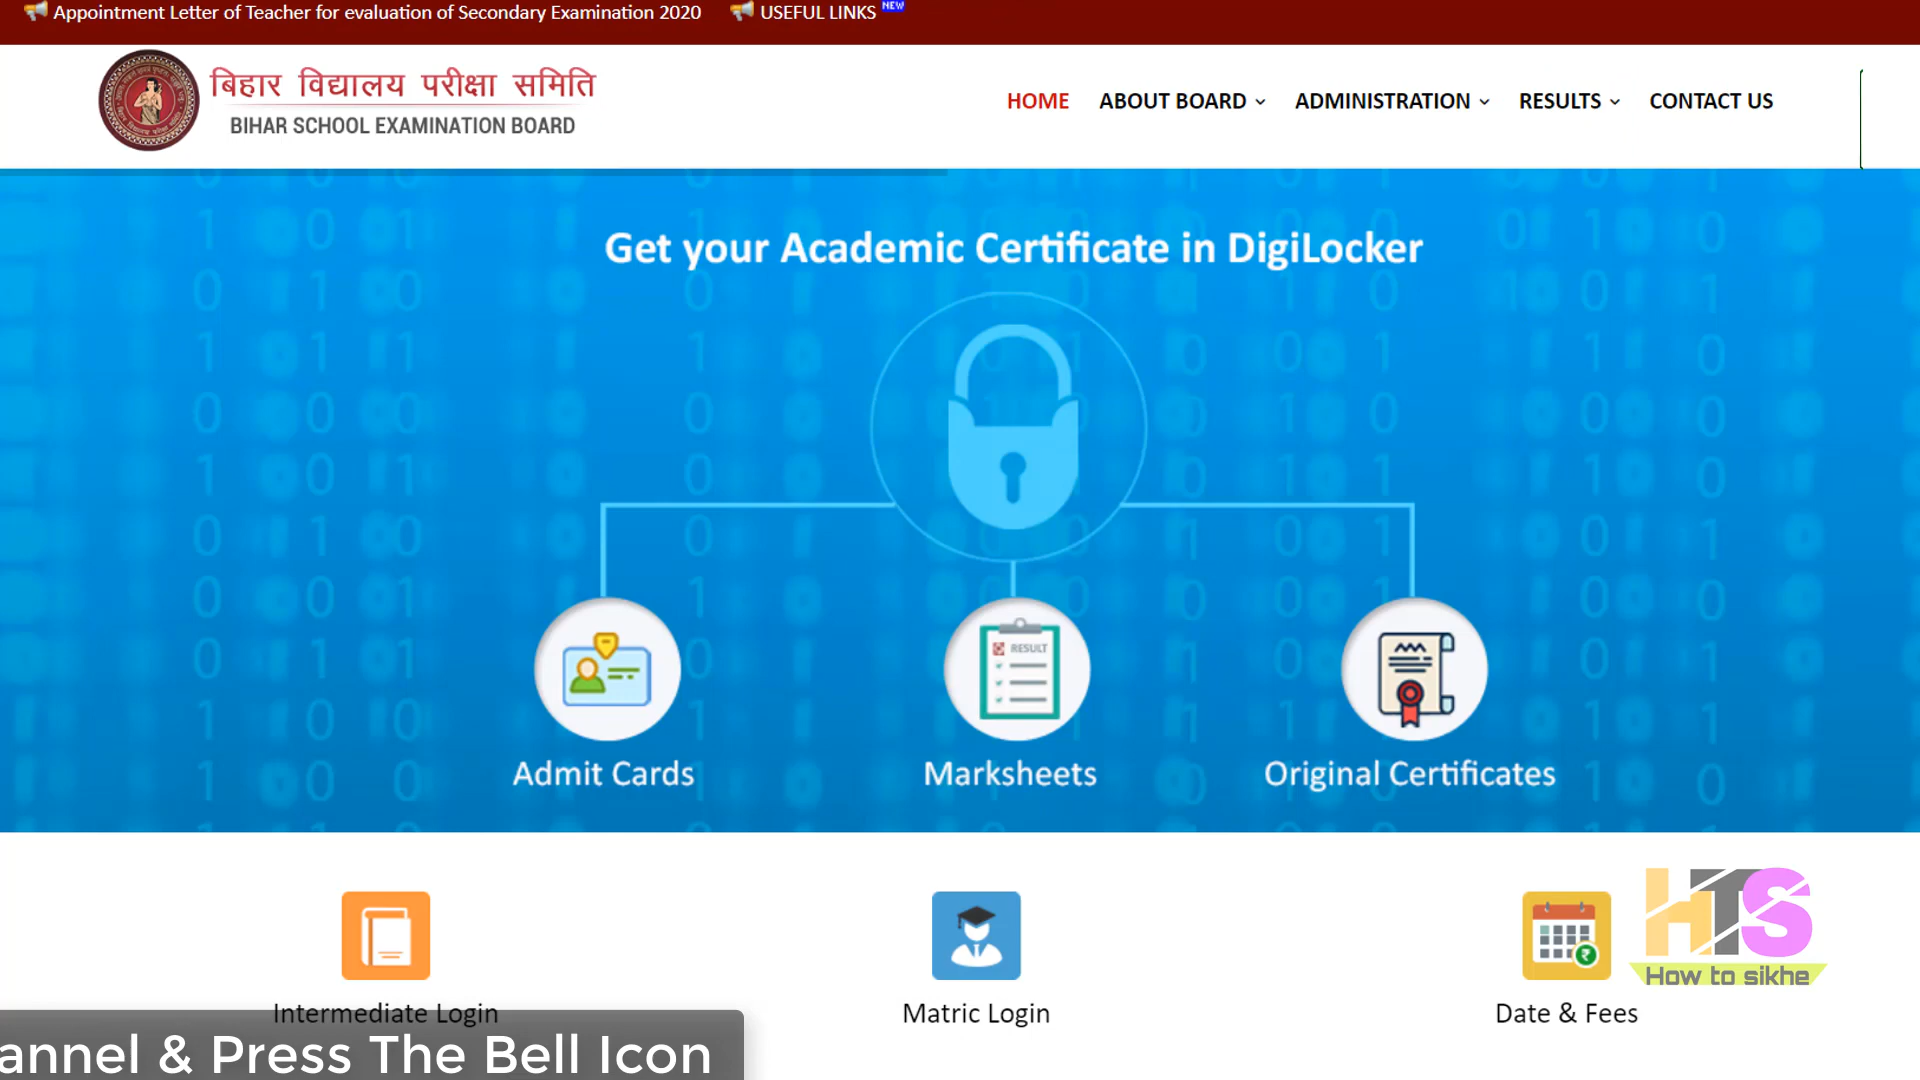 Appointment Letter of Teacher for evaluation of Secondary Examination 2020 USEFUL LINKS NEW
बिहार विद्यालय परीक्षा समिति
BIHAR SCHOOL EXAMINATION BOARD
HOME ABOUT BOARD ADMINISTRATION RESULTS CONTACT US
Get your Academic Certificate in DigiLocker
RESULT
Admit Cards Marksheets Original Certificates
HTS
How to sikhe
Intermediate Login Matric Login Date & Fees
annel & Press The Bell Icon